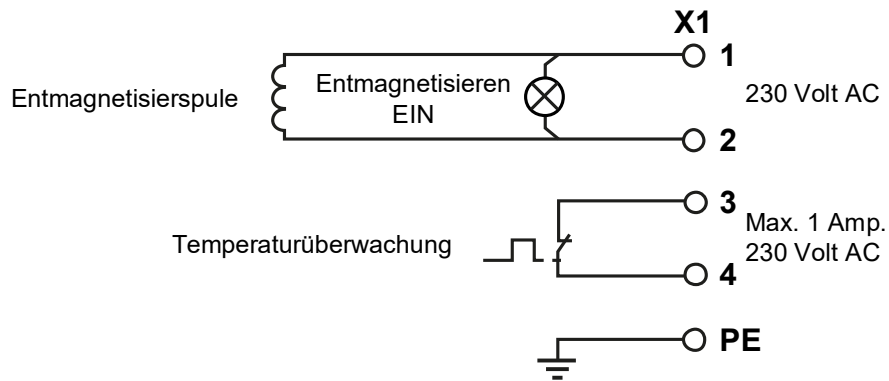 X1
1
Entmagnetisierspule
Entmagnetisieren
EIN
230 Volt AC
2
3
Temperaturüberwachung
Max. 1 Amp.
230 Volt AC
4
PE